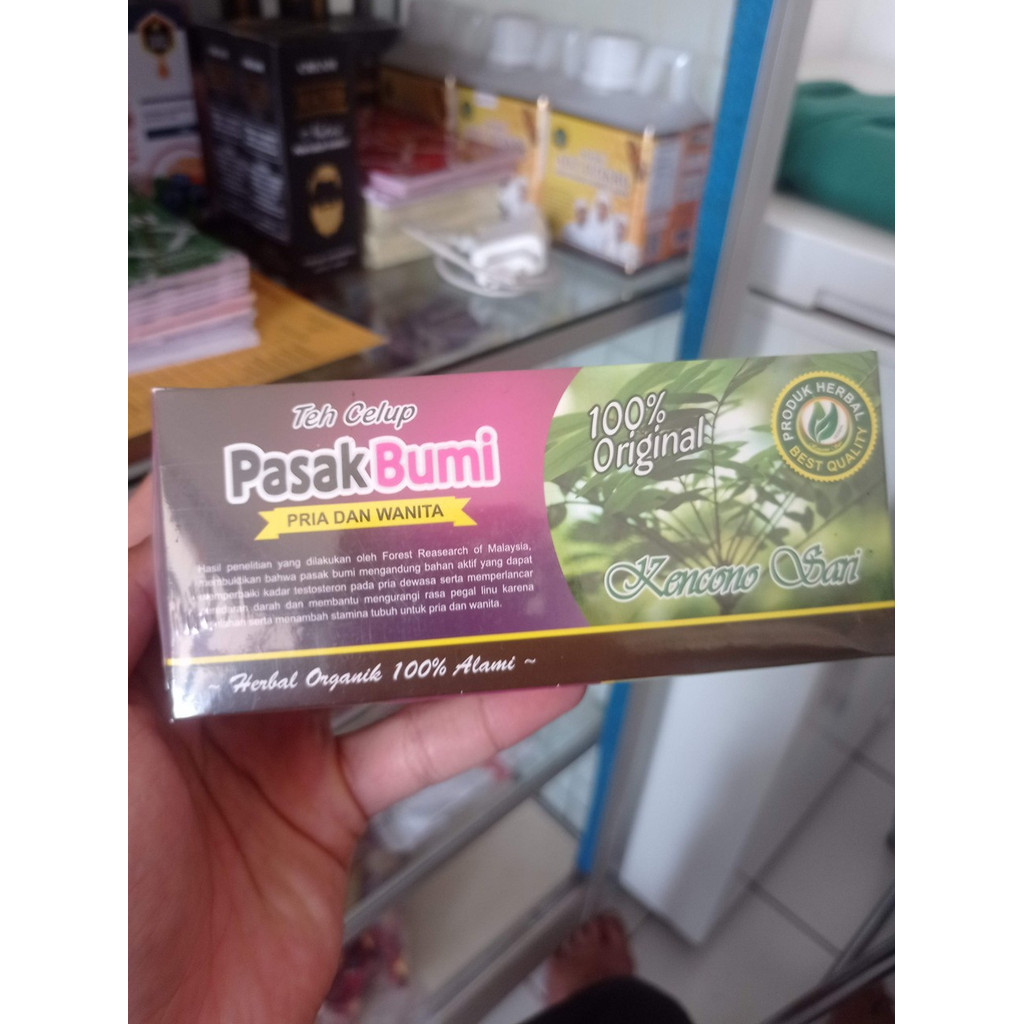 Teh Celup
PasakBumi
PRIA DAN WANITA
Hasil penelitian yang dilakukan oleh Forest Reasearch of Malaysia,
membuktikan bahwa pasak bumi mengandung bahan aktif yang dapat
memperbaiki kadar testosteron pada pria dewasa serta memperlancar
peredaran darah dan membantu mengurangi rasa pegal linu karena
serta menambah stamina tubuh untuk pria dan wanita.
~ Herbal Organik 100% Alami ~
100%
Original
PRODUK HERBAL
BEST QUALITY
Kencono Sari